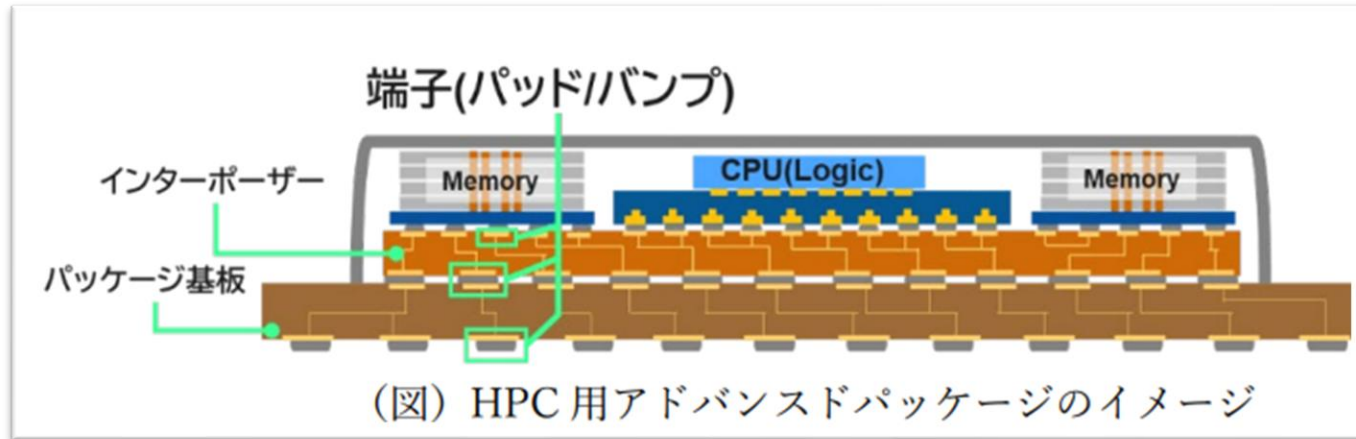 端子(パッド/バンプ)
インターポーザー
Memory
CPU(Logic)
Memory
パッケージ基板
（図）HPC 用アドバンスドパッケージのイメージ